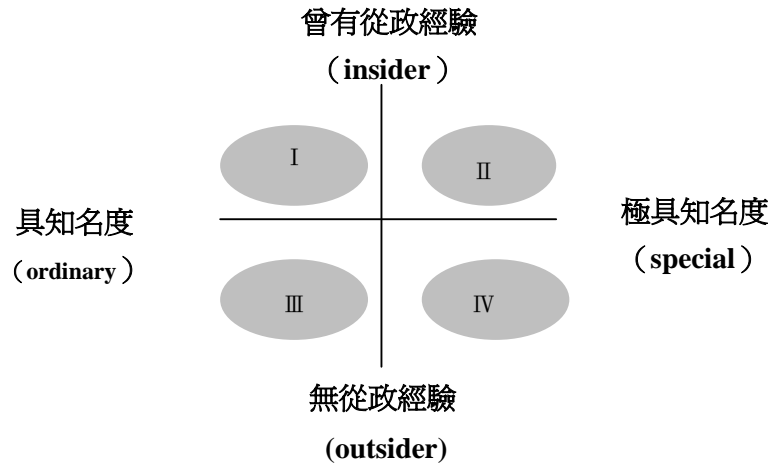 曾有從政經驗
（insider）
Ⅰ
Ⅱ
具知名度
（ordinary）
極具知名度
（special）
Ⅲ
Ⅳ
無從政經驗
(outsider)